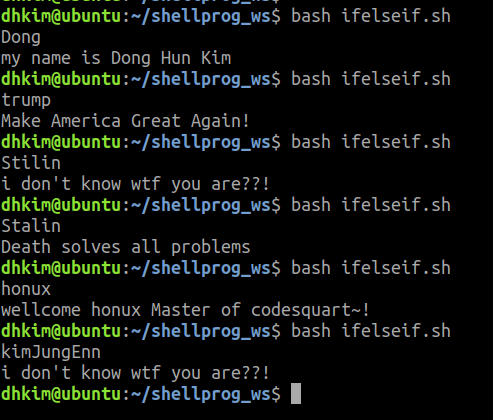 dhkim@ubuntu:~/shellprog_ws$ bash ifelseif.sh
Dong
my name is Dong Hun Kim
dhkim@ubuntu:~/shellprog_ws$ bash ifelseif.sh
trump
Make America Great Again!
dhkim@ubuntu:~/shellprog_ws$ bash ifelseif.sh
Stilin
i don't know wtf you are??!
dhkim@ubuntu:~/shellprog_ws$ bash ifelseif.sh
Stalin
Death solves all problems
dhkim@ubuntu:~/shellprog_ws$ bash ifelseif.sh
honux
wellcome honux Master of codesquart~!
dhkim@ubuntu:~/shellprog_ws$ bash ifelseif.sh
kimJungEnn
i don't know wtf you are??!
dhkim@ubuntu:~/shellprog_ws$